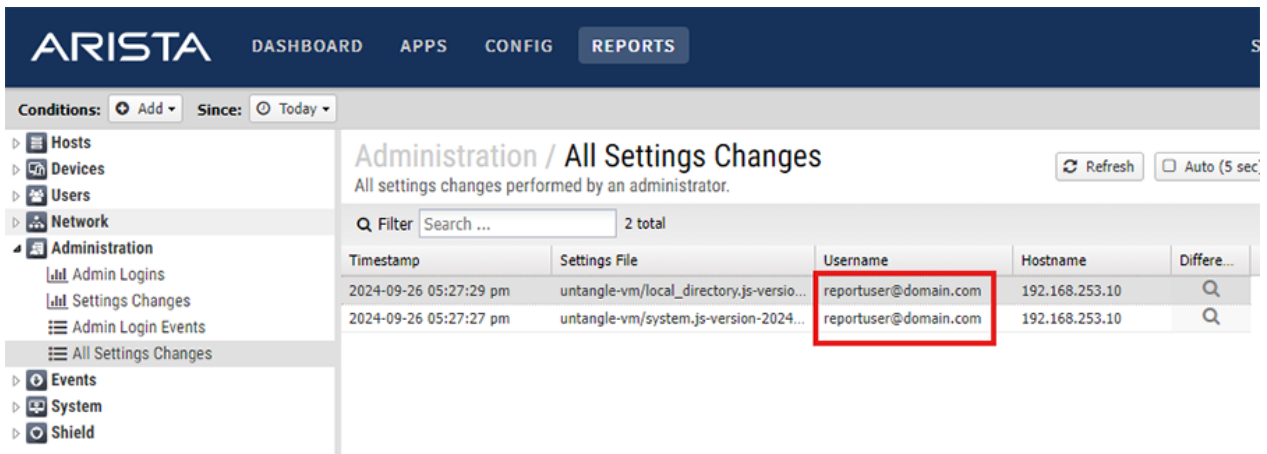 ARISTA DASHBOARD APPS CONFIG REPORTS S
Conditions: Add Since: Today
Hosts
Devices
Users
Network
Administration
Admin Logins
Settings Changes
Admin Login Events
All Settings Changes
Events
System
Shield
Administration / All Settings Changes
All settings changes performed by an administrator.
Refresh Auto (5 sec)
Filter Search ... 2 total
Timestamp Settings File Username Hostname Differe...
2024-09-26 05:27:29 pm untangle-vm/local_directory.js-versio... reportuser@domain.com 192.168.253.10
2024-09-26 05:27:27 pm untangle-vm/system.js-version-2024... reportuser@domain.com 192.168.253.10